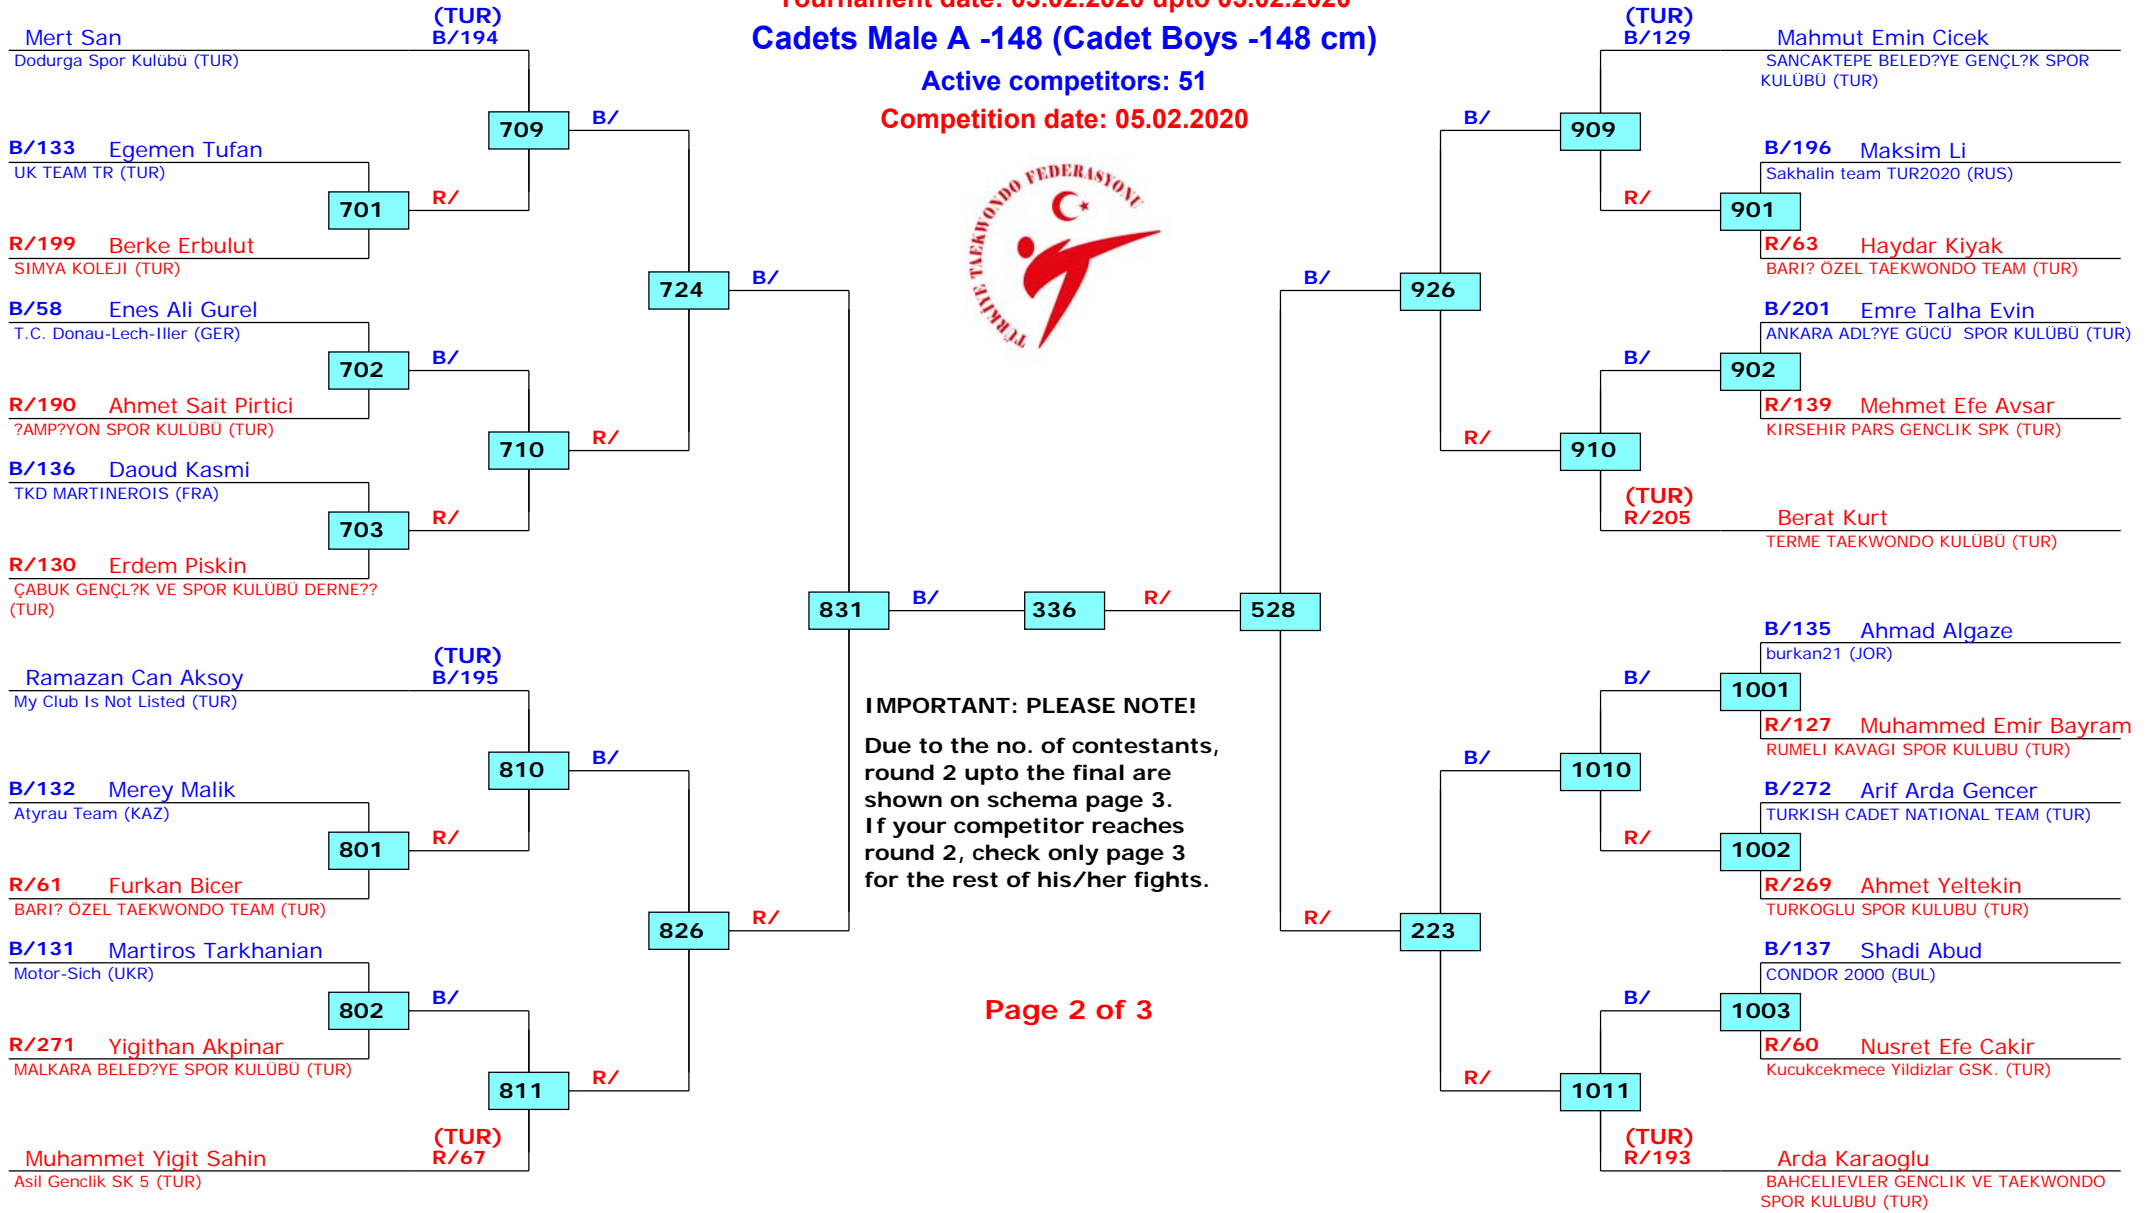 Tournament date: 03.02.2020 upto 05.02.2020
Cadets Male A -148 (Cadet Boys -148 cm)
Active competitors: 51
Competition date: 05.02.2020
TÜRKİYE TAEKWONDO FEDERASYONU
Mert San
(TUR)
B/194
Dodurga Spor Kulübü (TUR)
709
B/
B/133 Egemen Tufan
UK TEAM TR (TUR)
701
R/
R/199 Berke Erbulut
SIMYA KOLEJI (TUR)
724
B/
B/58 Enes Ali Gurel
T.C. Donau-Lech-Iller (GER)
702
B/
R/190 Ahmet Sait Pirtici
?AMP?YON SPOR KULÜBÜ (TUR)
710
R/
B/136 Daoud Kasmi
TKD MARTINEROIS (FRA)
703
R/
R/130 Erdem Piskin
ÇABUK GENÇL?K VE SPOR KULÜBÜ DERNE??
(TUR)
831
B/
336
R/
528
Ramazan Can Aksoy
(TUR)
B/195
My Club Is Not Listed (TUR)
810
B/
B/132 Merey Malik
Atyrau Team (KAZ)
801
R/
R/61 Furkan Bicer
BARI? ÖZEL TAEKWONDO TEAM (TUR)
826
R/
B/131 Martiros Tarkhanian
Motor-Sich (UKR)
802
B/
R/271 Yigithan Akpinar
MALKARA BELED?YE SPOR KULÜBÜ (TUR)
811
R/
Muhammet Yigit Sahin
(TUR)
R/67
Asil Genclik SK 5 (TUR)
IMPORTANT: PLEASE NOTE!
Due to the no. of contestants,
round 2 upto the final are
shown on schema page 3.
If your competitor reaches
round 2, check only page 3
for the rest of his/her fights.
Page 2 of 3
(TUR)
B/129
Mahmut Emin Cicek
SANCAKTEPE BELED?YE GENÇL?K SPOR
KULÜBÜ (TUR)
B/
909
B/196 Maksim Li
Sakhalin team TUR2020 (RUS)
R/
901
R/63 Haydar Kiyak
BARI? ÖZEL TAEKWONDO TEAM (TUR)
B/
926
B/201 Emre Talha Evin
ANKARA ADL?YE GÜCÜ  SPOR KULÜBÜ (TUR)
B/
902
R/139 Mehmet Efe Avsar
KIRSEHIR PARS GENCLIK SPK (TUR)
R/
910
(TUR)
R/205
Berat Kurt
TERME TAEKWONDO KULÜBÜ (TUR)
B/135 Ahmad Algaze
burkan21 (JOR)
B/
1001
R/127 Muhammed Emir Bayram
RUMELI KAVAGI SPOR KULUBU (TUR)
B/
1010
B/272 Arif Arda Gencer
TURKISH CADET NATIONAL TEAM (TUR)
R/
1002
R/269 Ahmet Yeltekin
TURKOGLU SPOR KULUBU (TUR)
R/
223
B/137 Shadi Abud
CONDOR 2000 (BUL)
B/
1003
R/60 Nusret Efe Cakir
Kucukcekmece Yildizlar GSK. (TUR)
R/
1011
(TUR)
R/193
Arda Karaoglu
BAHCELIEVLER GENCLIK VE TAEKWONDO
SPOR KULUBU (TUR)